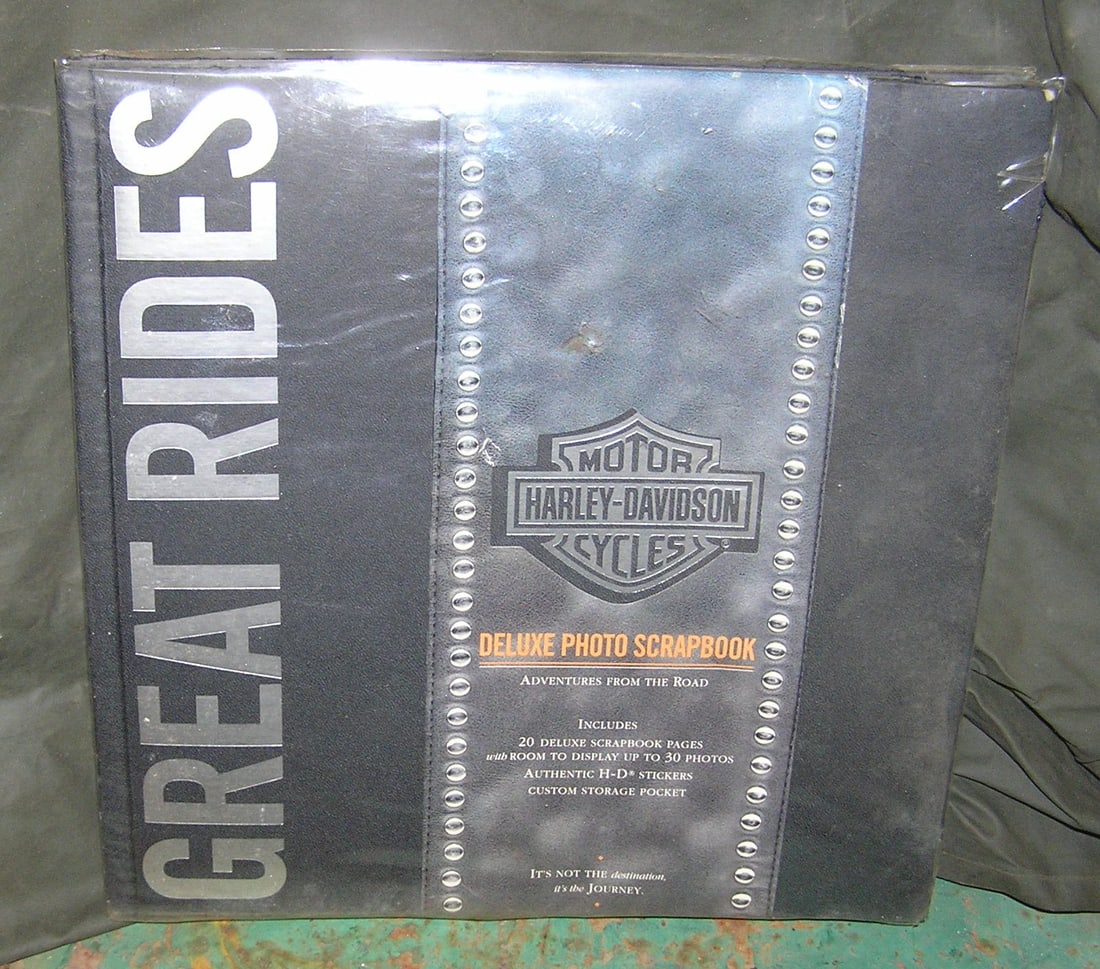 GREAT RIDES
MOTOR
HARLEY-DAVIDSON
CYCLES
®
DELUXE PHOTO SCRAPBOOK
ADVENTURES FROM THE ROAD
INCLUDES
20 DELUXE SCRAPBOOK PAGES
with ROOM TO DISPLAY UP TO 30 PHOTOS
AUTHENTIC H-D® STICKERS
CUSTOM STORAGE POCKET
IT'S NOT THE destination,
it's the JOURNEY.